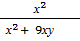 x²
x² + 9xy